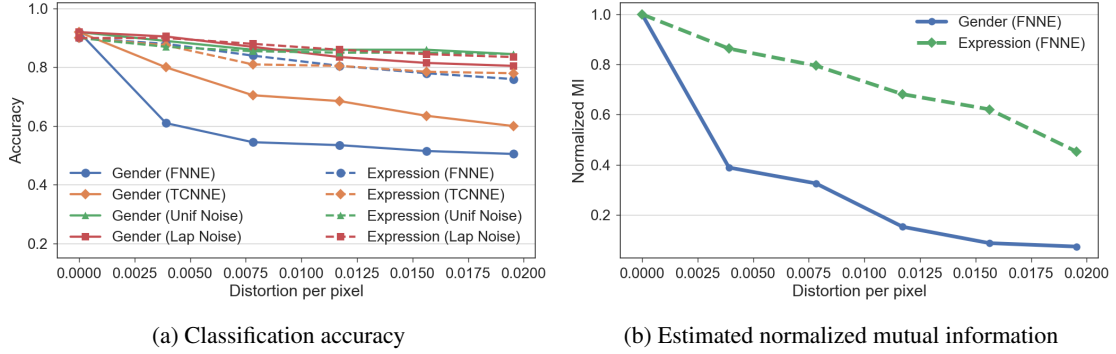 1.0
0.8
0.6
0.4
0.2
Accuracy
Gender (FNNE)
Gender (TCNNE)
Gender (Unif Noise)
Gender (Lap Noise)
Expression (FNNE)
Expression (TCNNE)
Expression (Unif Noise)
Expression (Lap Noise)
0.0000 0.0025 0.0050 0.0075 0.0100 0.0125 0.0150 0.0175 0.0200
Distortion per pixel
(a) Classification accuracy
1.0
0.8
0.6
0.4
0.2
Normalized MI
Gender (FNNE)
Expression (FNNE)
0.0000 0.0025 0.0050 0.0075 0.0100 0.0125 0.0150 0.0175 0.0200
Distortion per pixel
(b) Estimated normalized mutual information